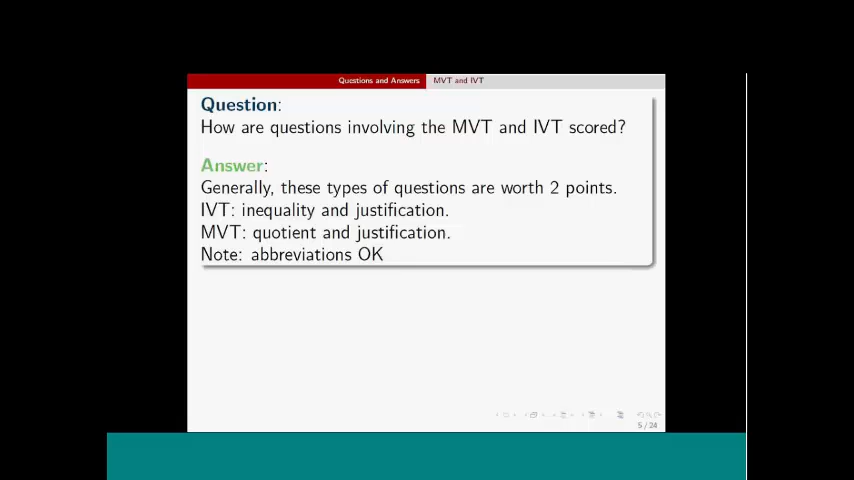 Questions and Answers MVT and IVT
Question:
How are questions involving the MVT and IVT scored?
Answer:
Generally, these types of questions are worth 2 points.
IVT: inequality and justification.
MVT: quotient and justification.
Note: abbreviations OK
5 / 24